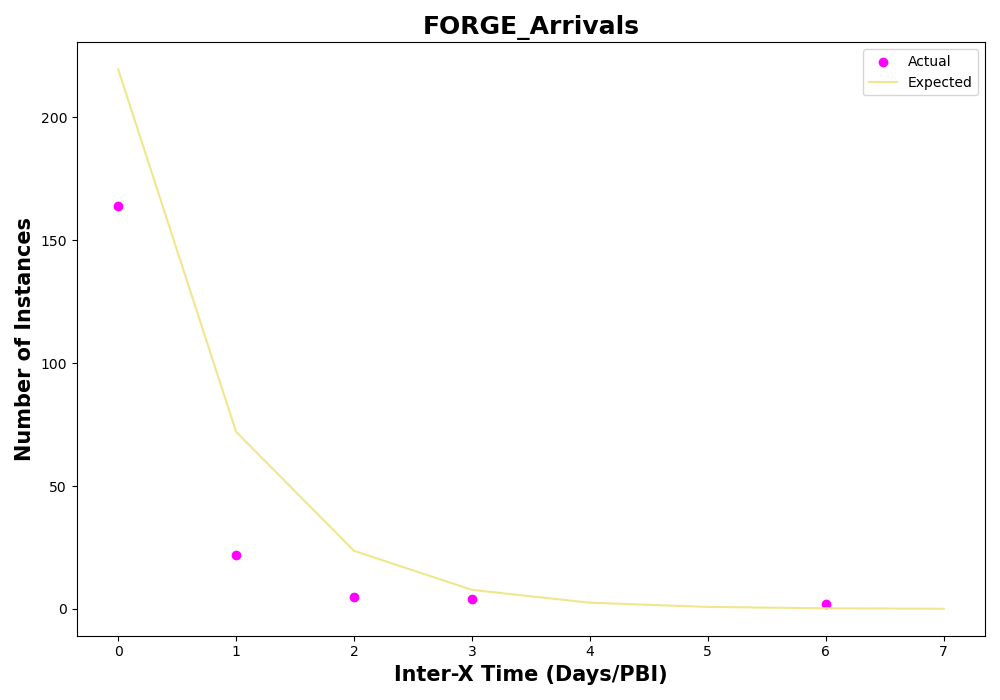 FORGE_Arrivals
Actual
Expected
Number of Instances
200
150
100
50
0
0 1 2 3 4 5 6 7
Inter-X Time (Days/PBI)